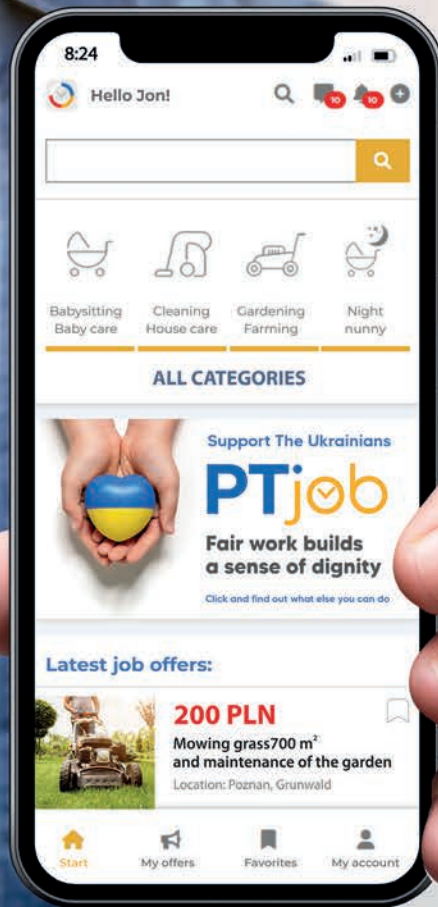 8:24
Hello Jon!
10
10
Babysitting
Baby care
Cleaning
House care
Gardening
Farming
Night
nunny
ALL CATEGORIES
Support The Ukrainians
PTjob
Fair work builds
a sense of dignity
Click and find out what else you can do
Latest job offers:
200 PLN
Mowing grass700 m²
and maintenance of the garden
Location: Poznan, Grunwald
Start
My offers
Favorites
My account